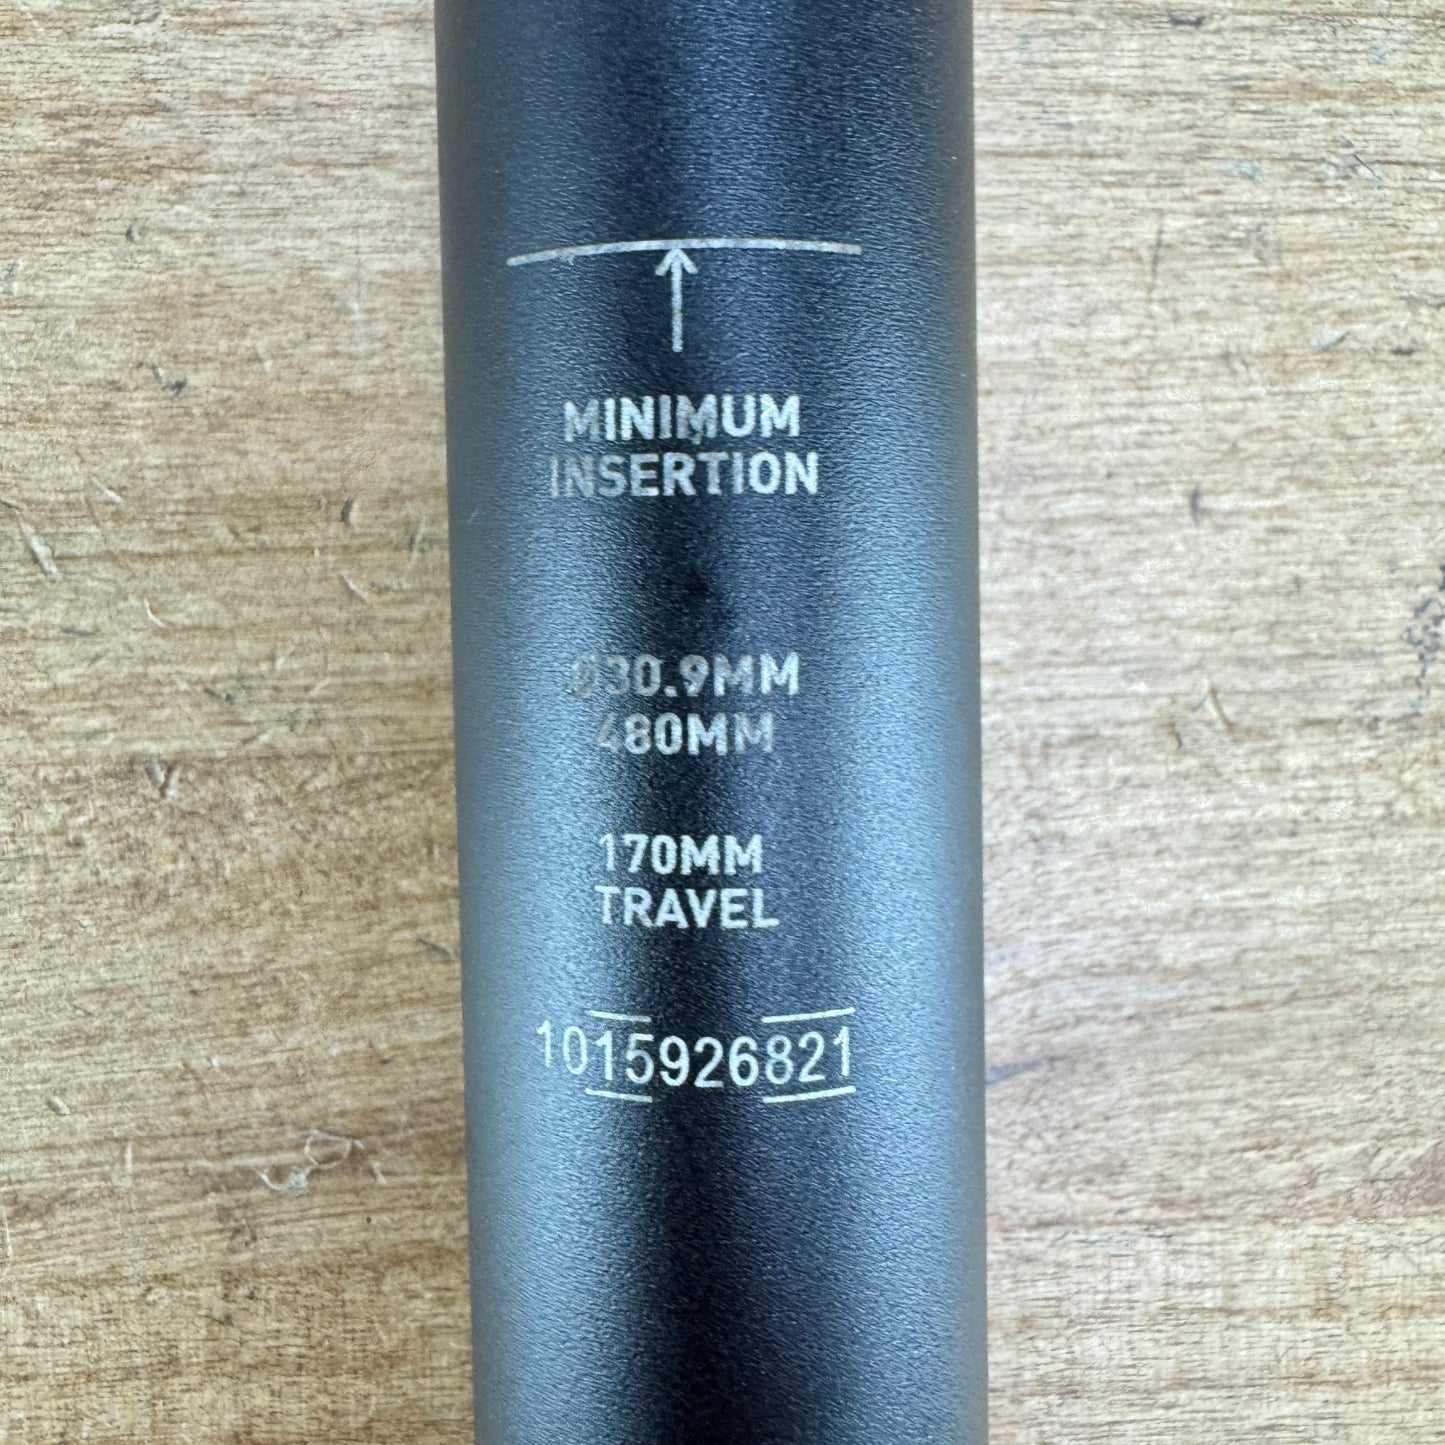 MINIMUM
INSERTION
Ø30.9MM
480MM
170MM
TRAVEL
1015926821